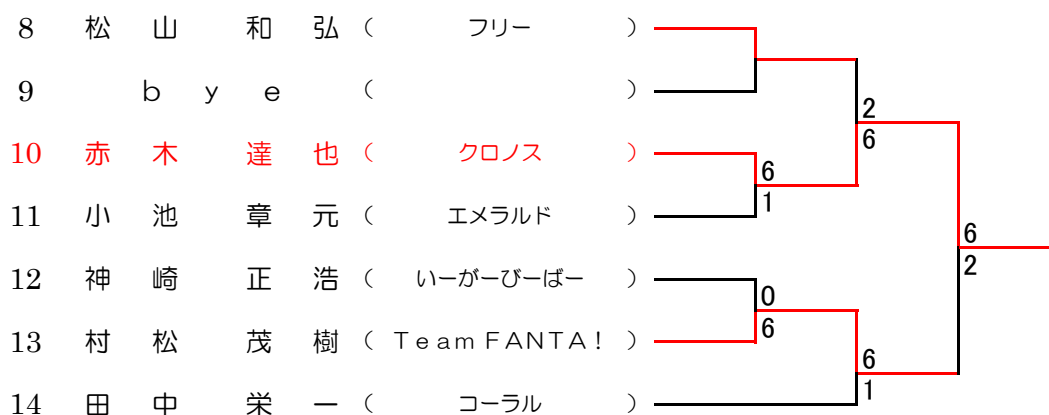 8 松山 和弘 ( フリー )
9 bye ( )
2
6
10 赤木 達也 ( クロノス )
6
1
11 小池 章元 ( エメラルド )
6
2
12 神崎 正浩 ( いーがーびーばー )
0
6
13 村松 茂樹 ( Team FANTA! )
6
1
14 田中 栄一 ( コーラル )